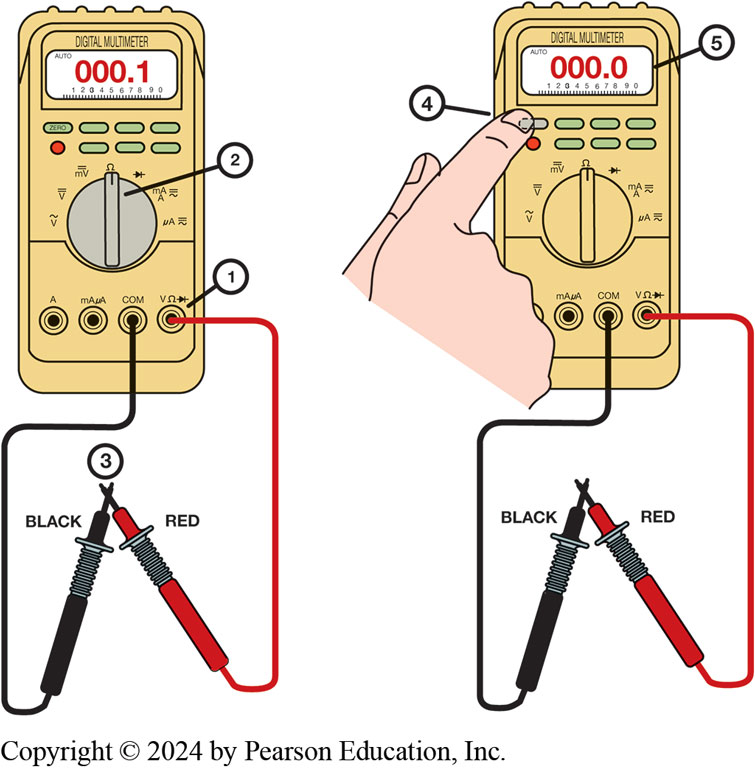 DIGITAL MULTIMETER
AUTO
000.1
1 2 3 4 5 6 7 8 9 0
ZERO
mV
Ω
V
mA
A
~
V
µA
2
1
A
mAµA
COM
VΩ
3
BLACK
RED
DIGITAL MULTIMETER
AUTO
000.0
1 2 3 4 5 6 7 8 9 0
5
4
mV
Ω
V
mA
A
~
V
µA
mAµA
COM
VΩ
BLACK
RED
Copyright © 2024 by Pearson Education, Inc.